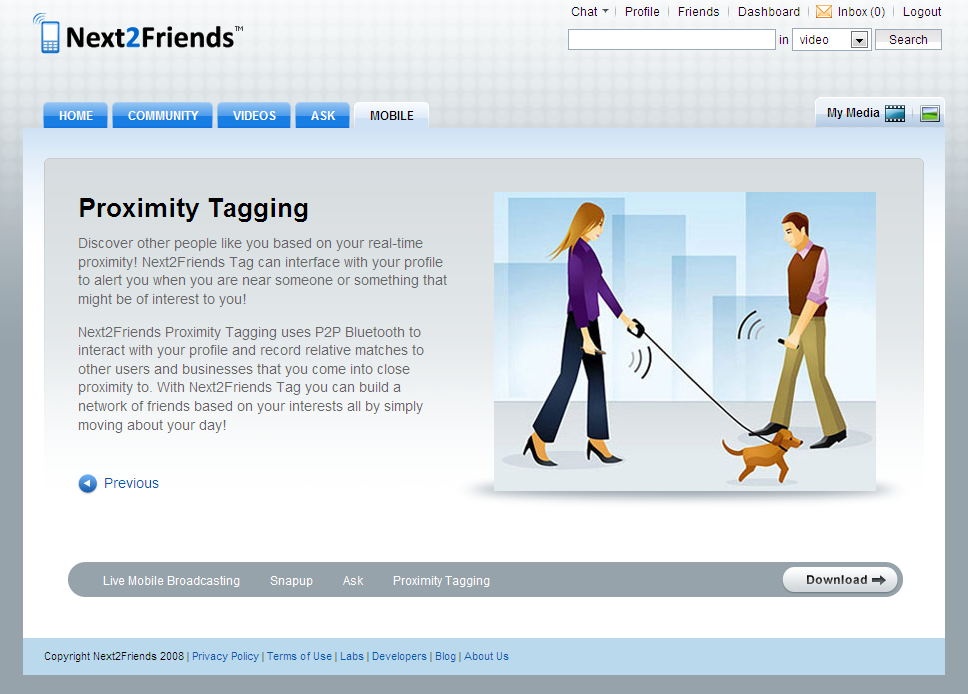 Chat Profile Friends Dashboard Inbox (0) Logout
Next2Friends™
in video Search
HOME COMMUNITY VIDEOS ASK MOBILE My Media
Proximity Tagging
Discover other people like you based on your real-time
proximity! Next2Friends Tag can interface with your profile
to alert you when you are near someone or something that
might be of interest to you!
Next2Friends Proximity Tagging uses P2P Bluetooth to
interact with your profile and record relative matches to
other users and businesses that you come into close
proximity to. With Next2Friends Tag you can build a
network of friends based on your interests all by simply
moving about your day!
Previous
Live Mobile Broadcasting Snapup Ask Proximity Tagging Download
Copyright Next2Friends 2008 | Privacy Policy | Terms of Use | Labs | Developers | Blog | About Us